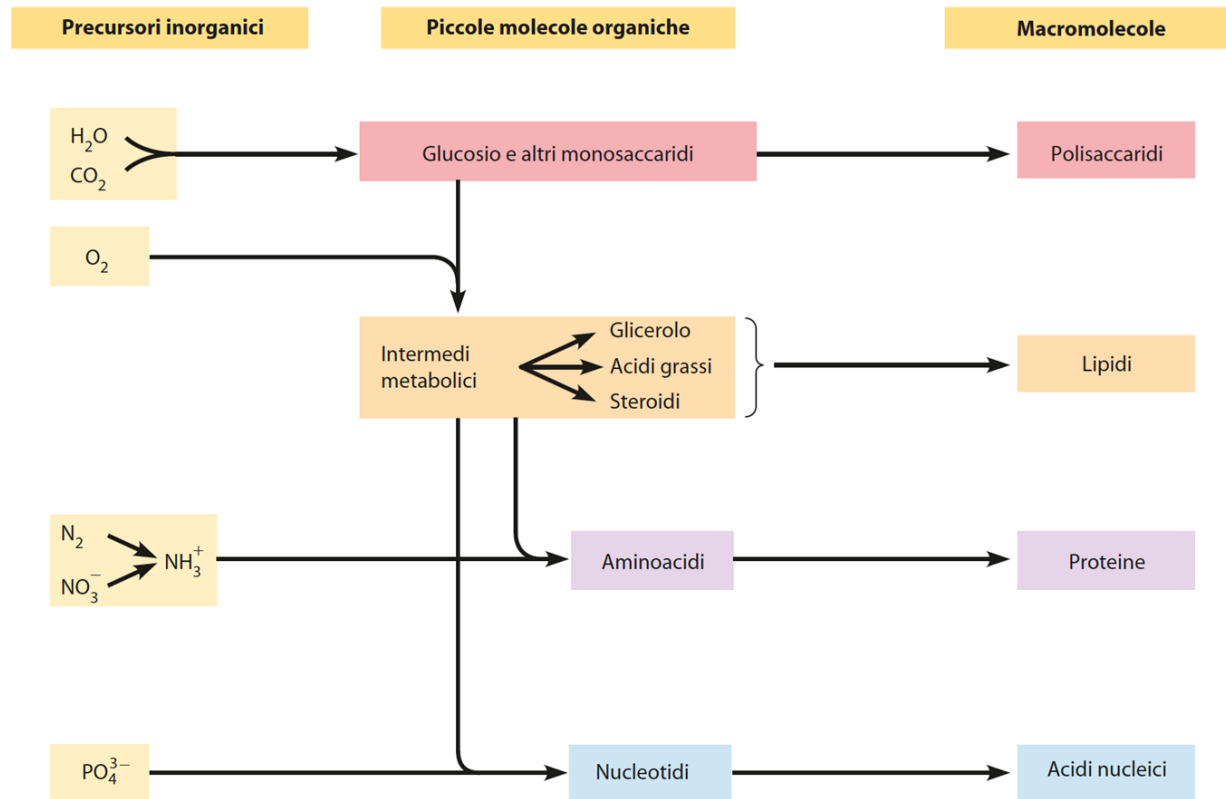 Precursori inorganici
Piccole molecole organiche
Macromolecole
H₂O
CO₂
Glucosio e altri monosaccaridi
Polisaccaridi
O₂
Intermedi
metabolici
Glicerolo
Acidi grassi
Steroidi
Lipidi
N₂
NO₃⁻
NH₃⁺
Aminoacidi
Proteine
PO₄³⁻
Nucleotidi
Acidi nucleici